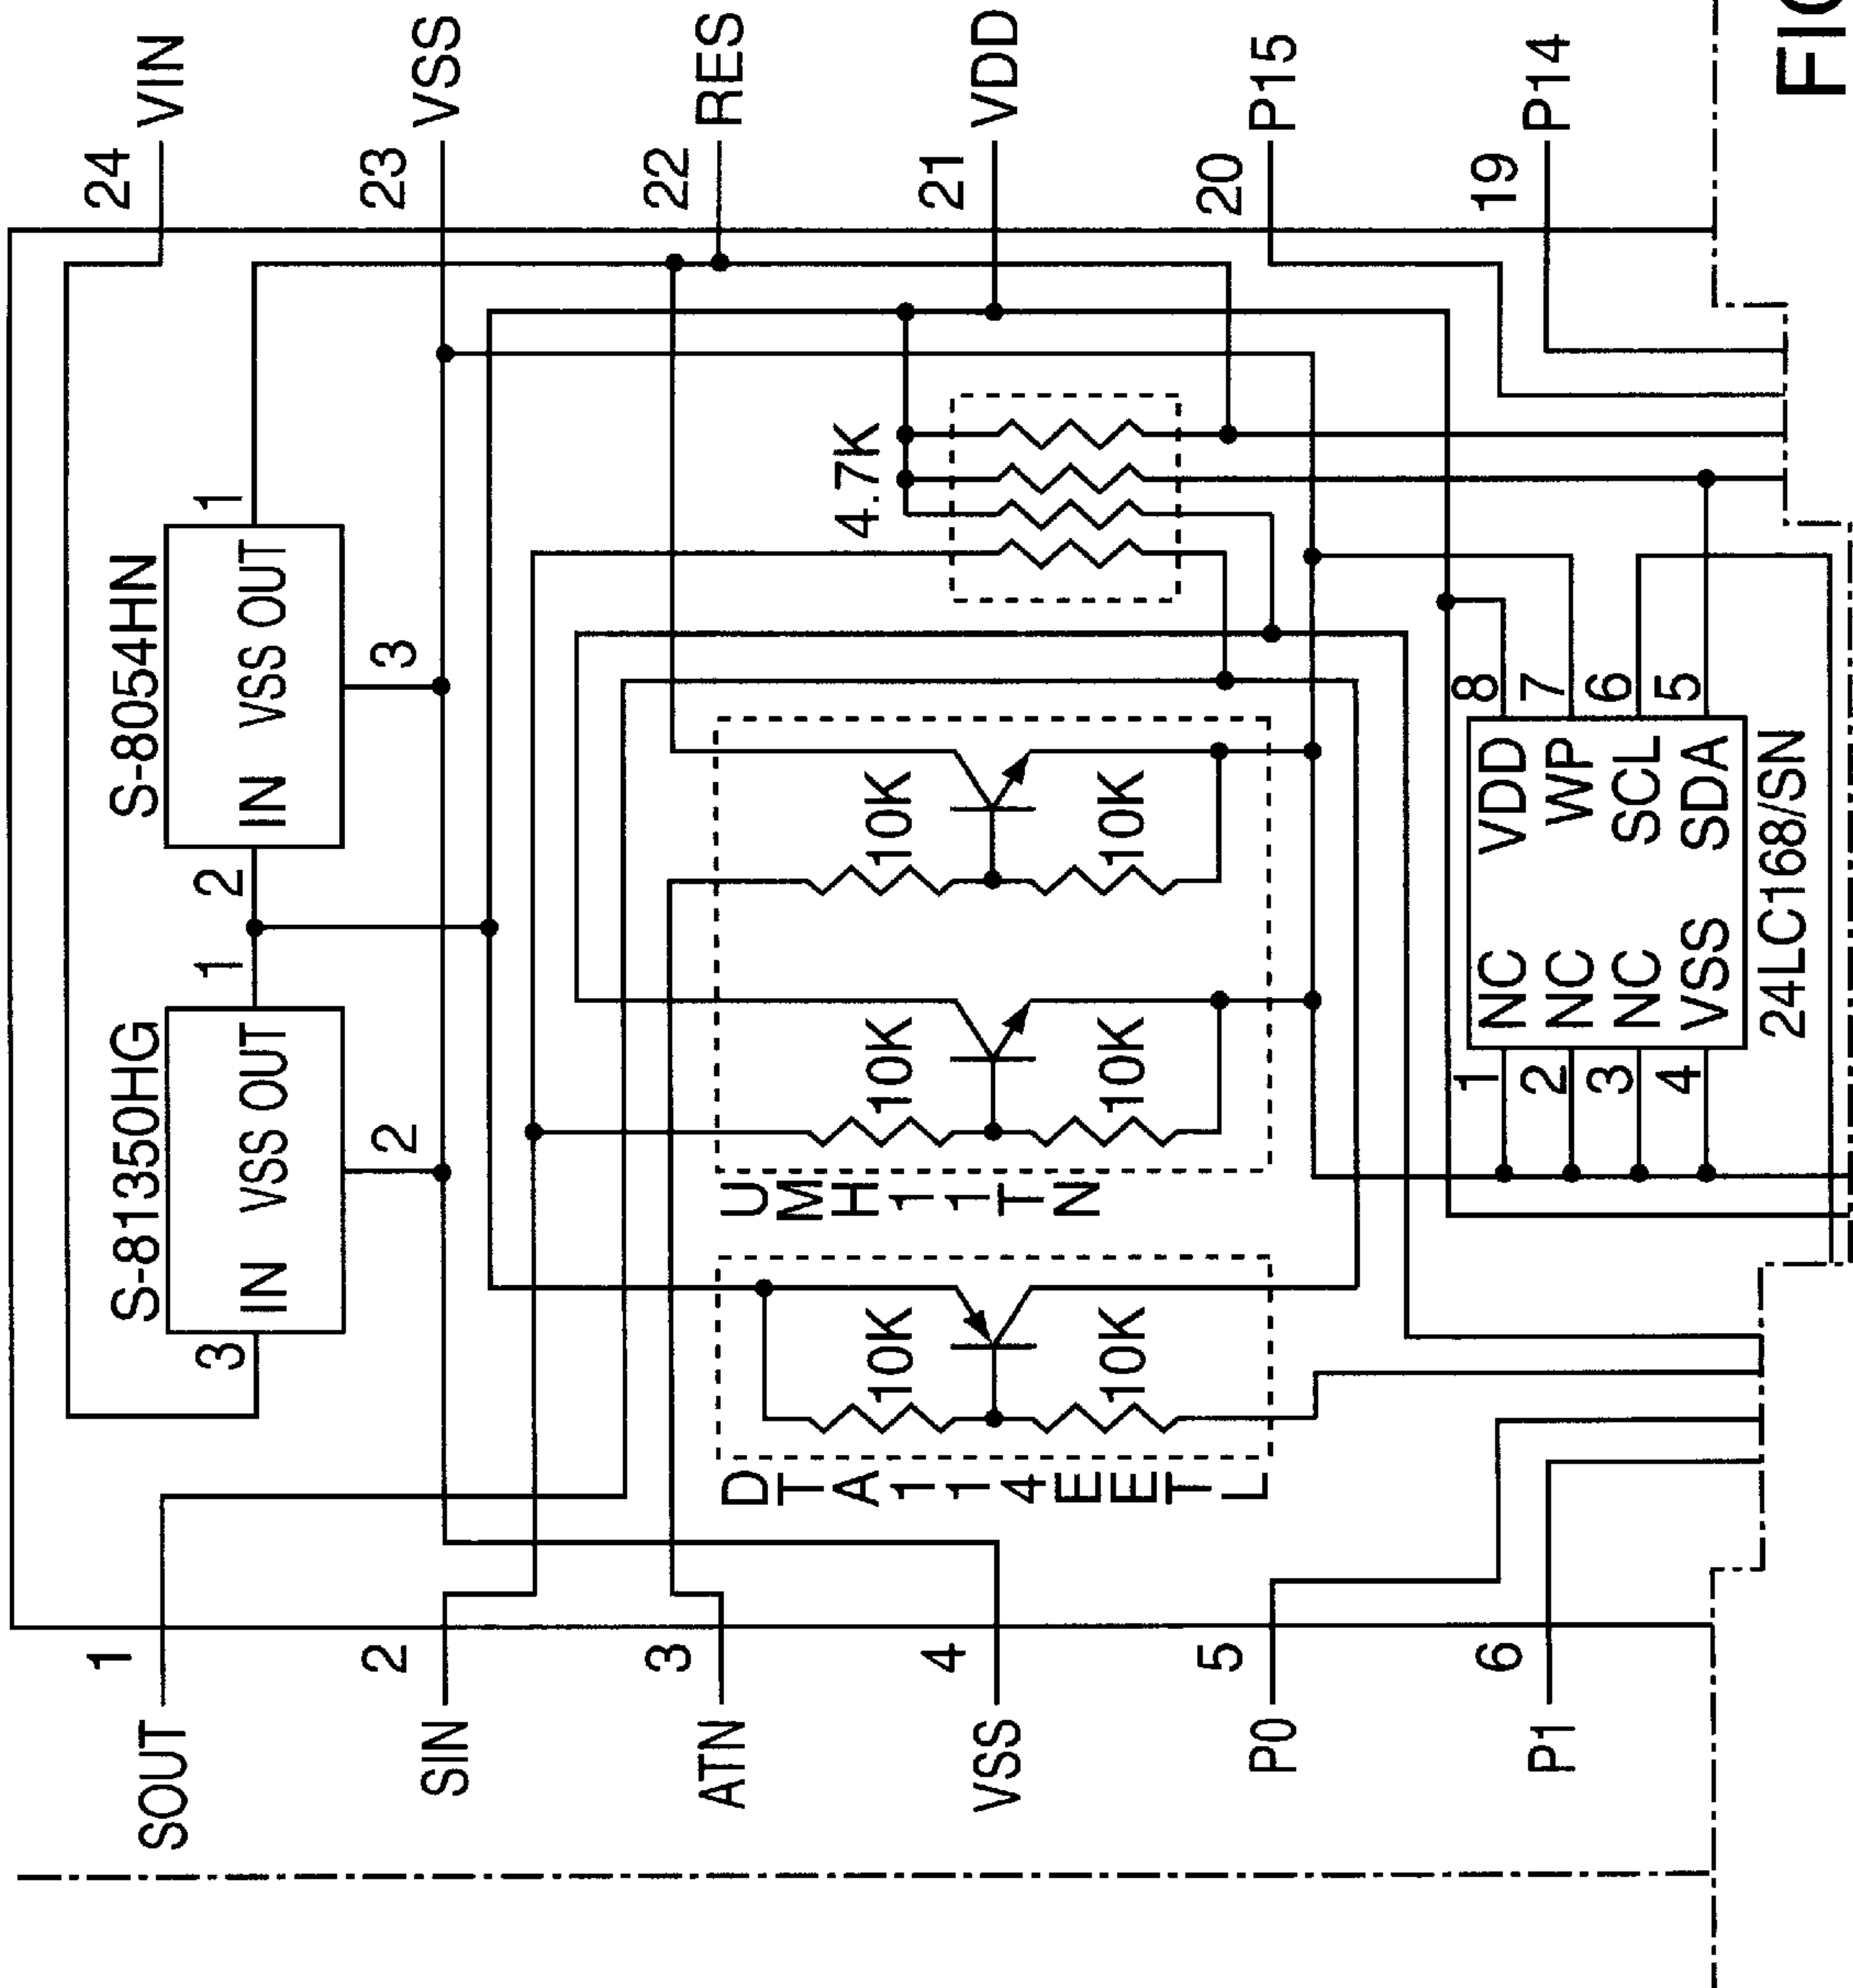 1
SOUT
2
SIN
3
ATN
4
VSS
5
P0
6
P1
24
VIN
23
VSS
22
RES
21
VDD
20
P15
19
P14
S-81350HG
IN VSS OUT
3
2
1
S-8054HN
IN VSS OUT
2
3
1
4.7K
DTA114EETL
10K
10K
UMH11TN
10K
10K
10K
10K
1 NC VDD 8
2 NC WP 7
3 NC SCL 6
4 VSS SDA 5
24LC168/SN